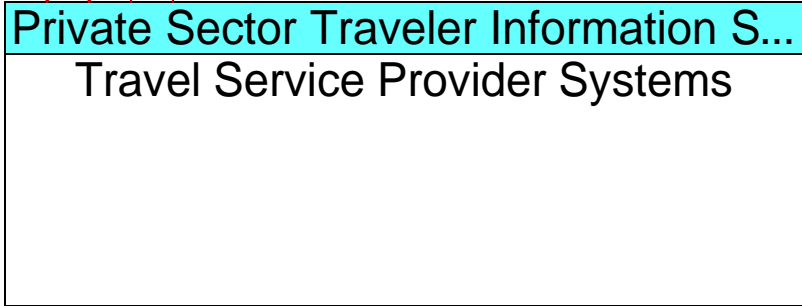 Private Sector Traveler Information S...
Travel Service Provider Systems